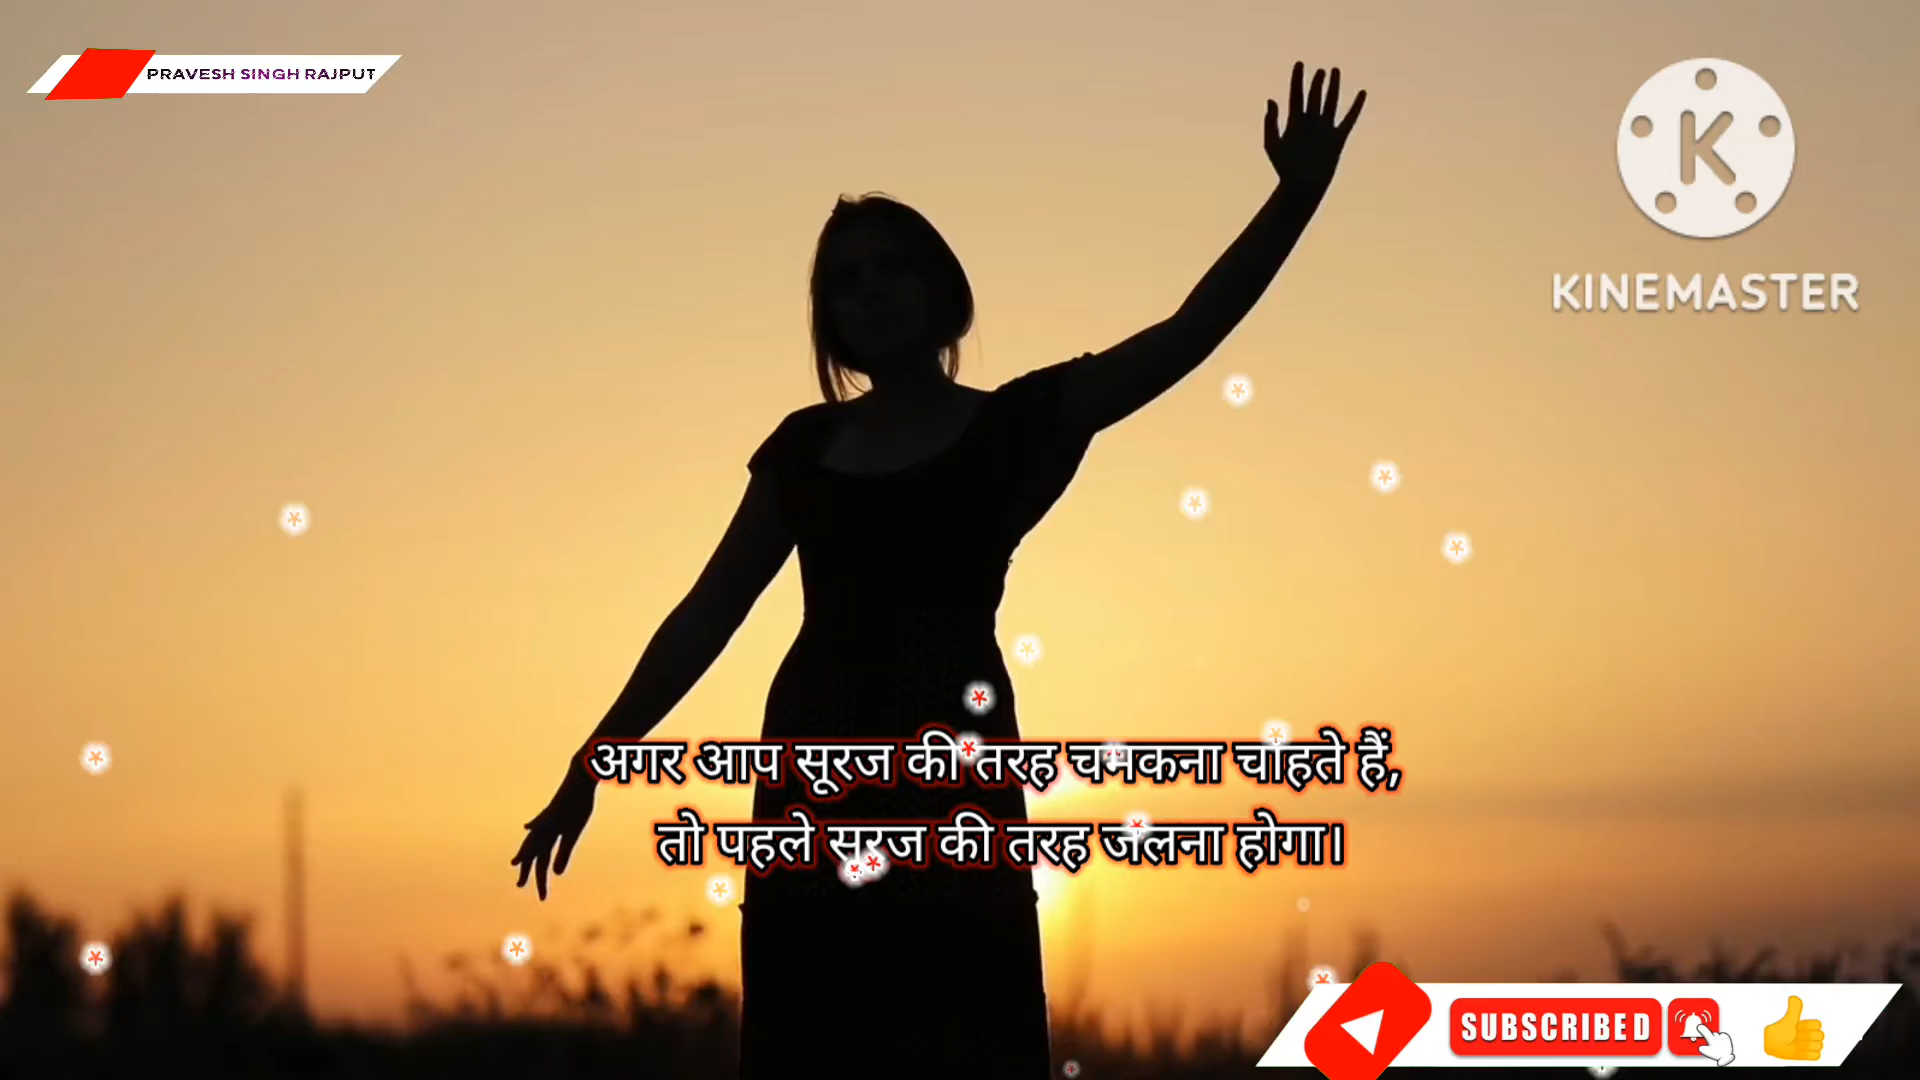 PRAVESH SINGH RAJPUT
K
KINEMASTER
अगर आप सूरज की तरह चमकना चाहते हैं,
तो पहले सूरज की तरह जलना होगा।
SUBSCRIBED